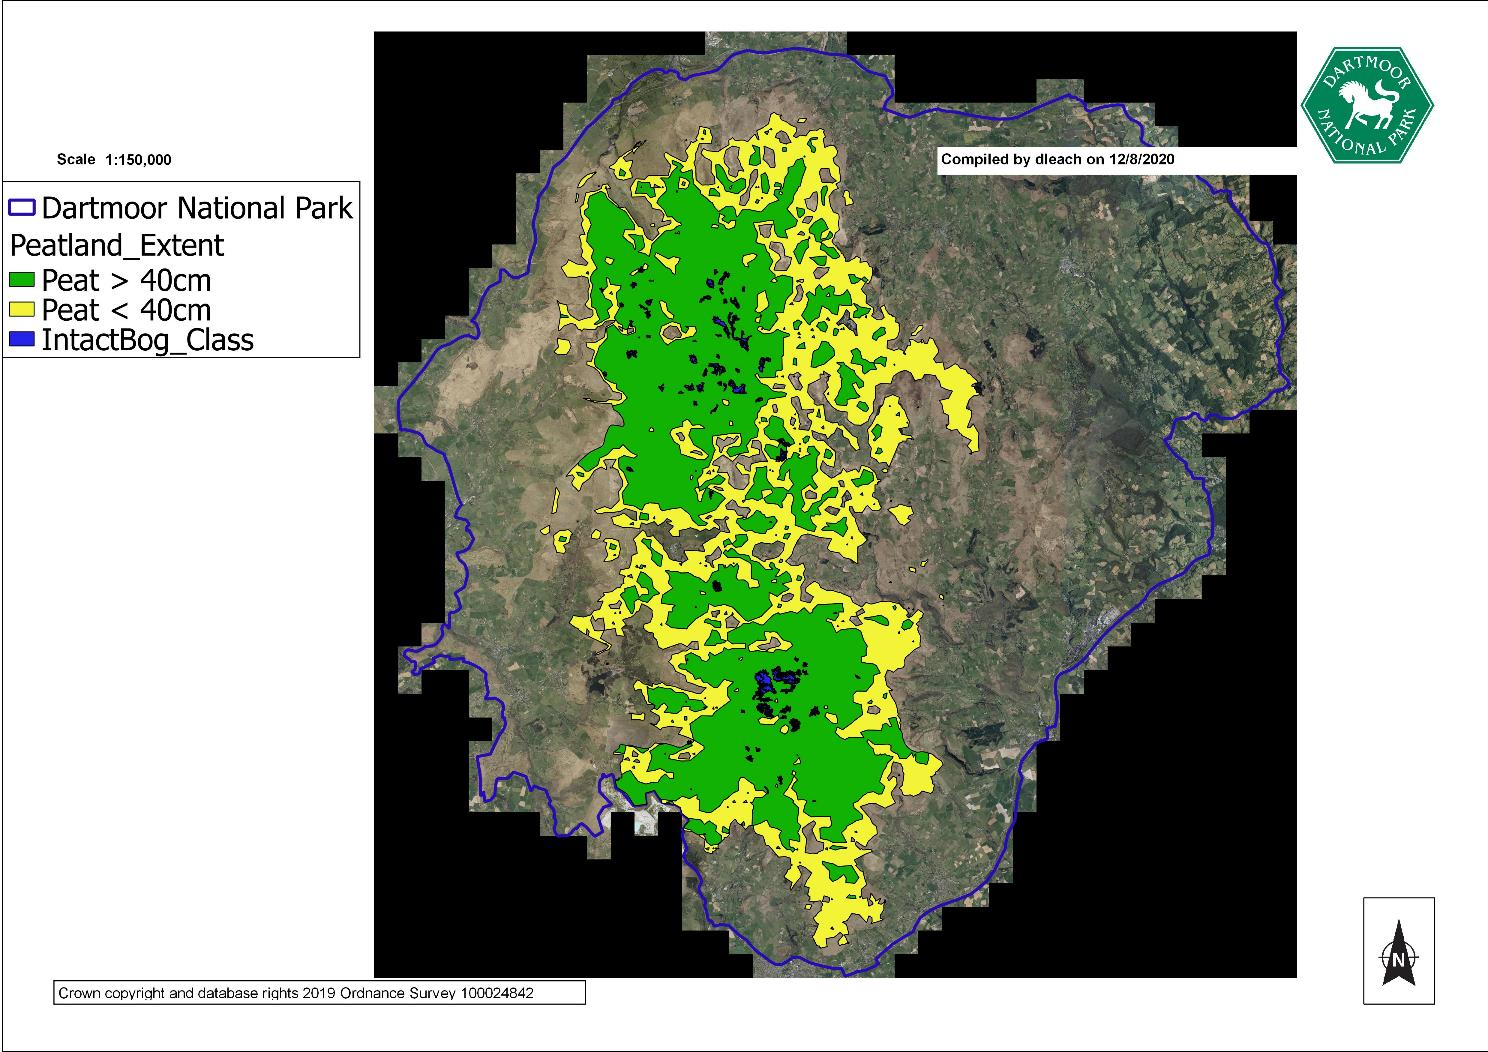 DARTMOOR
NATIONAL PARK
Scale 1:150,000
Compiled by dleach on 12/8/2020
Dartmoor National Park
Peatland_Extent
Peat > 40cm
Peat < 40cm
IntactBog_Class
N
Crown copyright and database rights 2019 Ordnance Survey 100024842